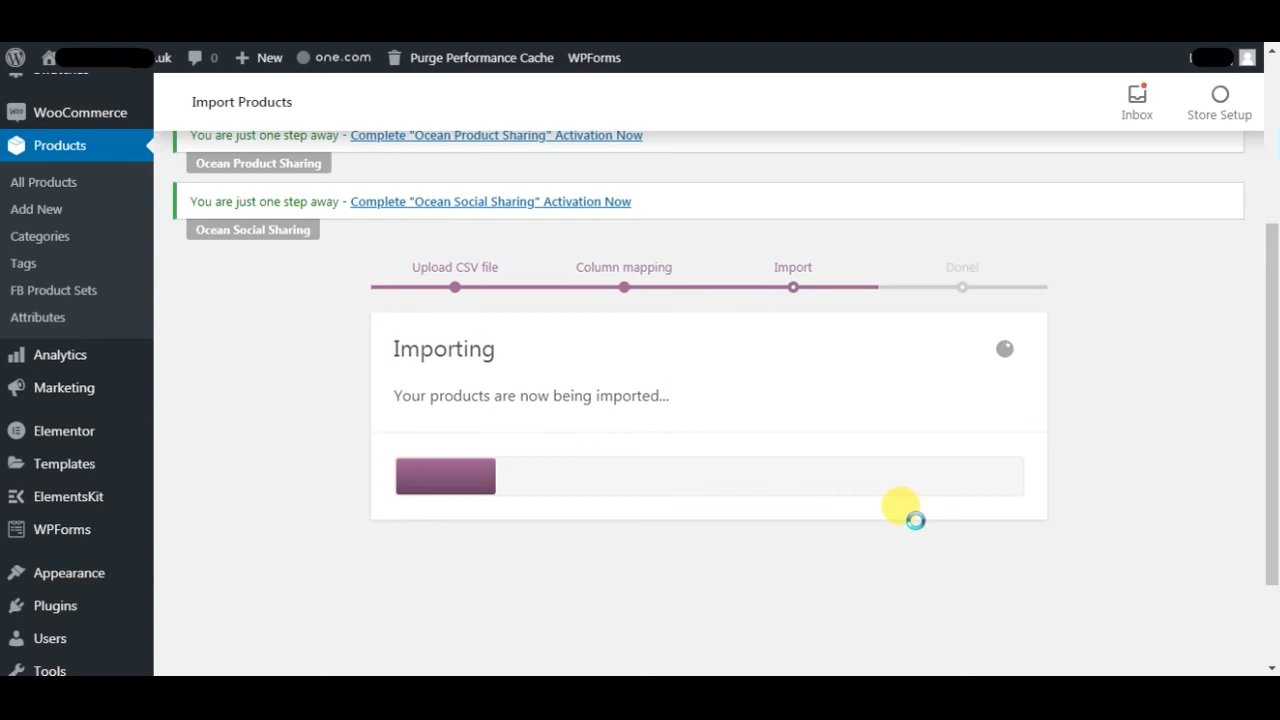 .uk
0
New
one.com
Purge Performance Cache
WPForms
Import Products
Inbox
Store Setup
WooCommerce
Products
All Products
Add New
Categories
Tags
FB Product Sets
Attributes
Analytics
Marketing
Elementor
Templates
ElementsKit
WPForms
Appearance
Plugins
Users
Tools
You are just one step away - Complete "Ocean Product Sharing" Activation Now
Ocean Product Sharing
You are just one step away - Complete "Ocean Social Sharing" Activation Now
Ocean Social Sharing
Upload CSV file
Column mapping
Import
Done!
Importing
Your products are now being imported...